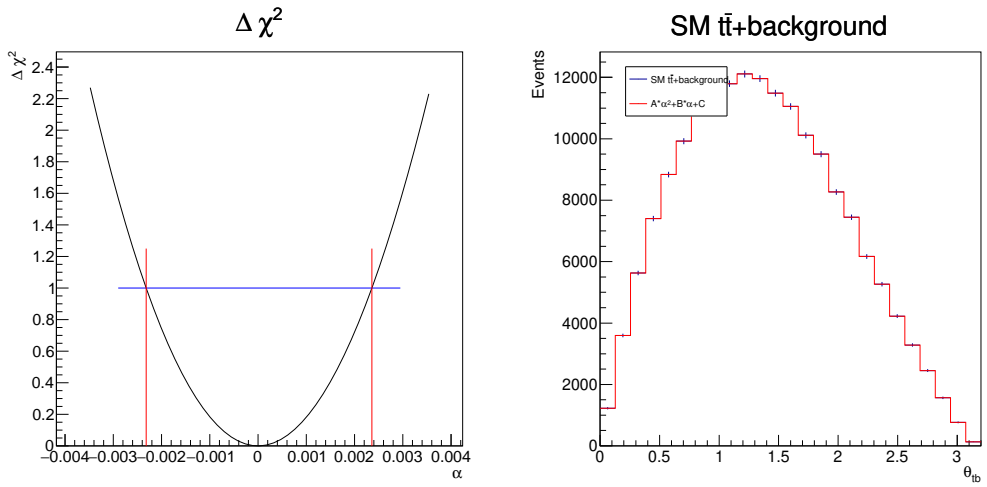 Δ χ²
Δ χ²
2.4
2.2
2
1.8
1.6
1.4
1.2
1
0.8
0.6
0.4
0.2
0
−0.004 −0.003 −0.002 −0.001 0 0.001 0.002 0.003 0.004
α
SM tt̄+background
Events
SM tt̄+background
A*α²+B*α+C
12000
10000
8000
6000
4000
2000
0
0 0.5 1 1.5 2 2.5 3
θtb